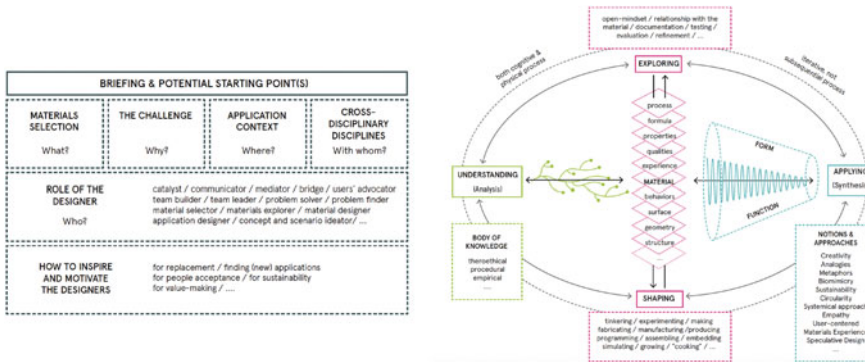 BRIEFING & POTENTIAL STARTING POINT(S)
MATERIALS
SELECTION
What?
THE CHALLENGE
Why?
APPLICATION
CONTEXT
Where?
CROSS-
DISCIPLINARY
DISCIPLINES
With whom?
ROLE OF THE
DESIGNER
Who?
catalyst / communicator / mediator / bridge / users' advocator
team builder / team leader / problem solver / problem finder
material selector / materials explorer / material designer
application designer / concept and scenario ideator/ ....
HOW TO INSPIRE
AND MOTIVATE
THE DESIGNERS
for replacement / finding (new) applications
for people acceptance / for sustainability
for value-making / ....
open-mindset / relationship with the
material / documentation / testing /
evaluation / refinement / ...
both cognitive &
physical process
EXPLORING
iterative, not
subsequential process
process
formula
properties
qualities
experience
MATERIAL
behaviors
surface
geometry
structure
...
UNDERSTANDING
(Analysis)
FORM
FUNCTION
APPLYING
(Synthesis
BODY OF
KNOWLEDGE
theroethical
procedural
empirical
....
NOTIONS &
APPROACHES
Creativity
Analogies
Metaphors
Biomimicry
Sustainability
Circularity
Systemical approach
Empathy
User-centered
Materials Experience
Speculative Design
...
SHAPING
tinkering / experimenting / making
fabricating / manufacturing /producing
programming / assembling / embedding
simulating / growing / "cooking" / ...